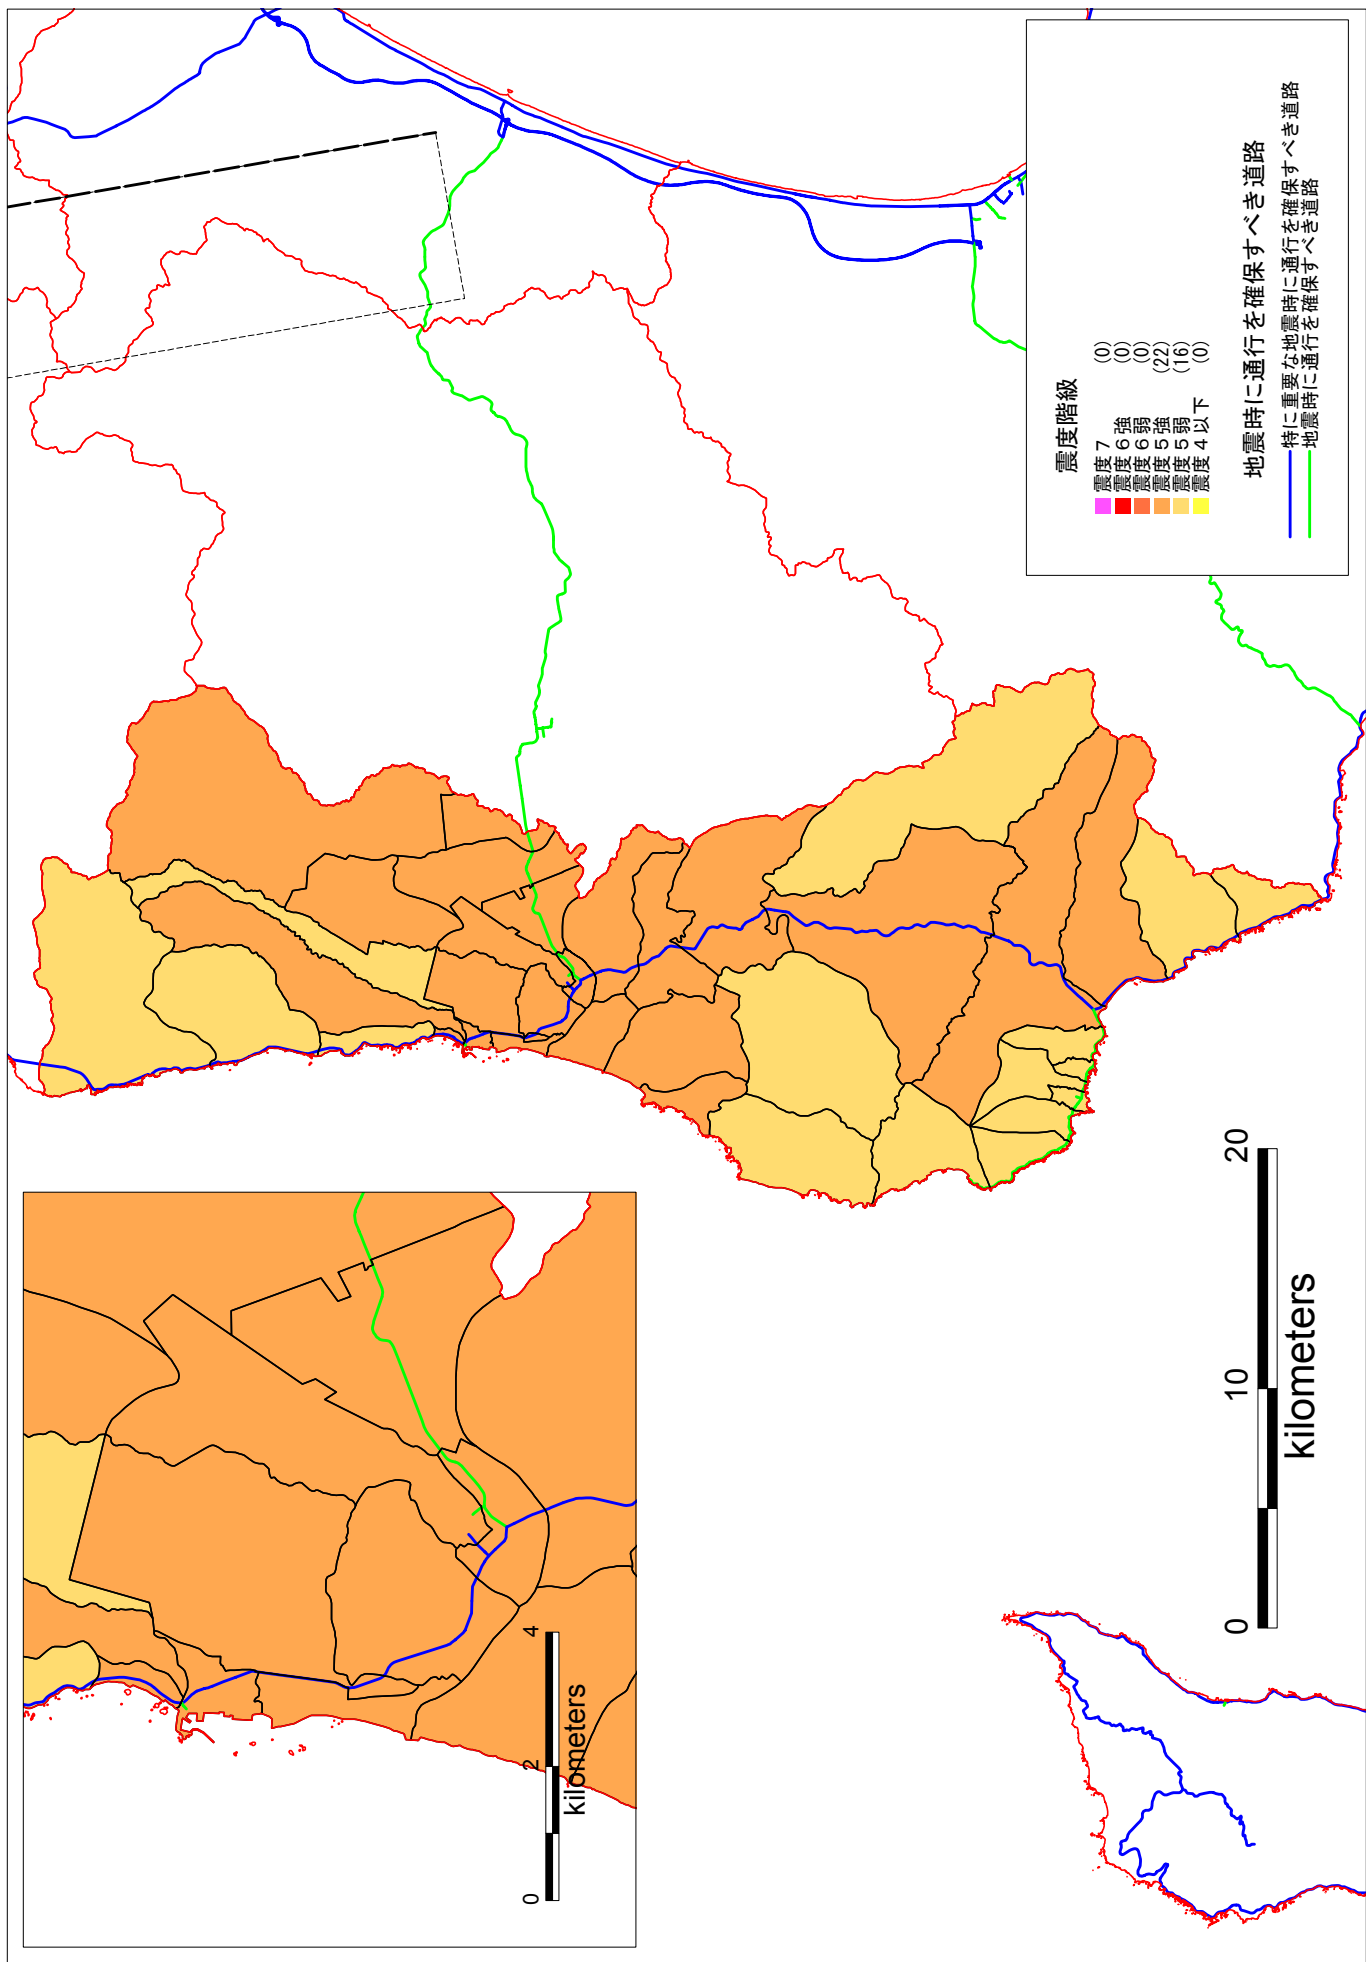 震度階級
震度７ (0)
震度６強 (0)
震度６弱 (0)
震度５強 (22)
震度５弱 (16)
震度４以下 (0)
地震時に通行を確保すべき道路
特に重要な地震時に通行を確保すべき道路
地震時に通行を確保すべき道路
0 2 4
kilometers
0 10 20
kilometers